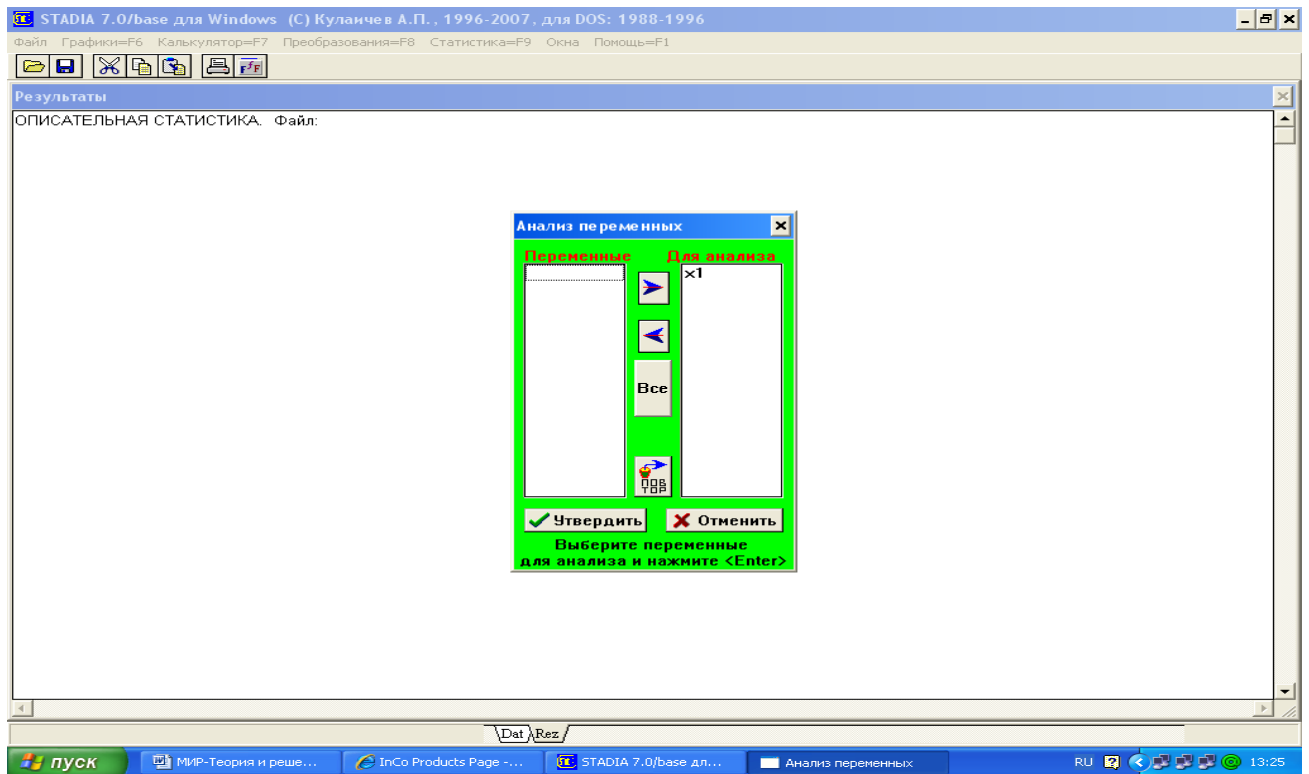 STADIA 7.0/base для Windows (C) Кулаичев А.П., 1996-2007, для DOS: 1988-1996
Файл Графики=F6 Калькулятор=F7 Преобразования=F8 Статистика=F9 Окна Помощь=F1
Результаты
ОПИСАТЕЛЬНАЯ СТАТИСТИКА. Файл:
Анализ переменных
Переменные Для анализа
x1
Все
ПОВ
ТОР
Утвердить Отменить
Выберите переменные
для анализа и нажмите <Enter>
Dat Rez
пуск МИР-Теория и реше... InCo Products Page -... STADIA 7.0/base дл... Анализ переменных RU 13:25